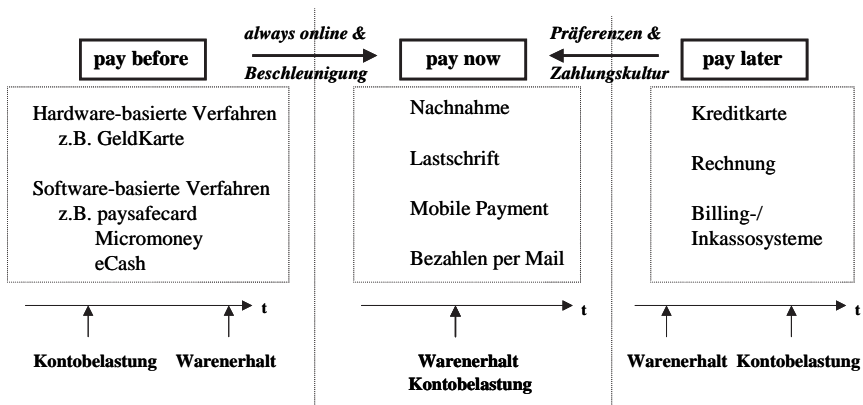 always online &
Beschleunigung
Präferenzen &
Zahlungskultur
pay before
pay now
pay later
Hardware-basierte Verfahren
z.B. GeldKarte
Software-basierte Verfahren
z.B. paysafecard
Micromoney
eCash
Nachnahme
Lastschrift
Mobile Payment
Bezahlen per Mail
Kreditkarte
Rechnung
Billing-/
Inkassosysteme
t
t
t
Kontobelastung
Warenerhalt
Warenerhalt
Kontobelastung
Warenerhalt
Kontobelastung